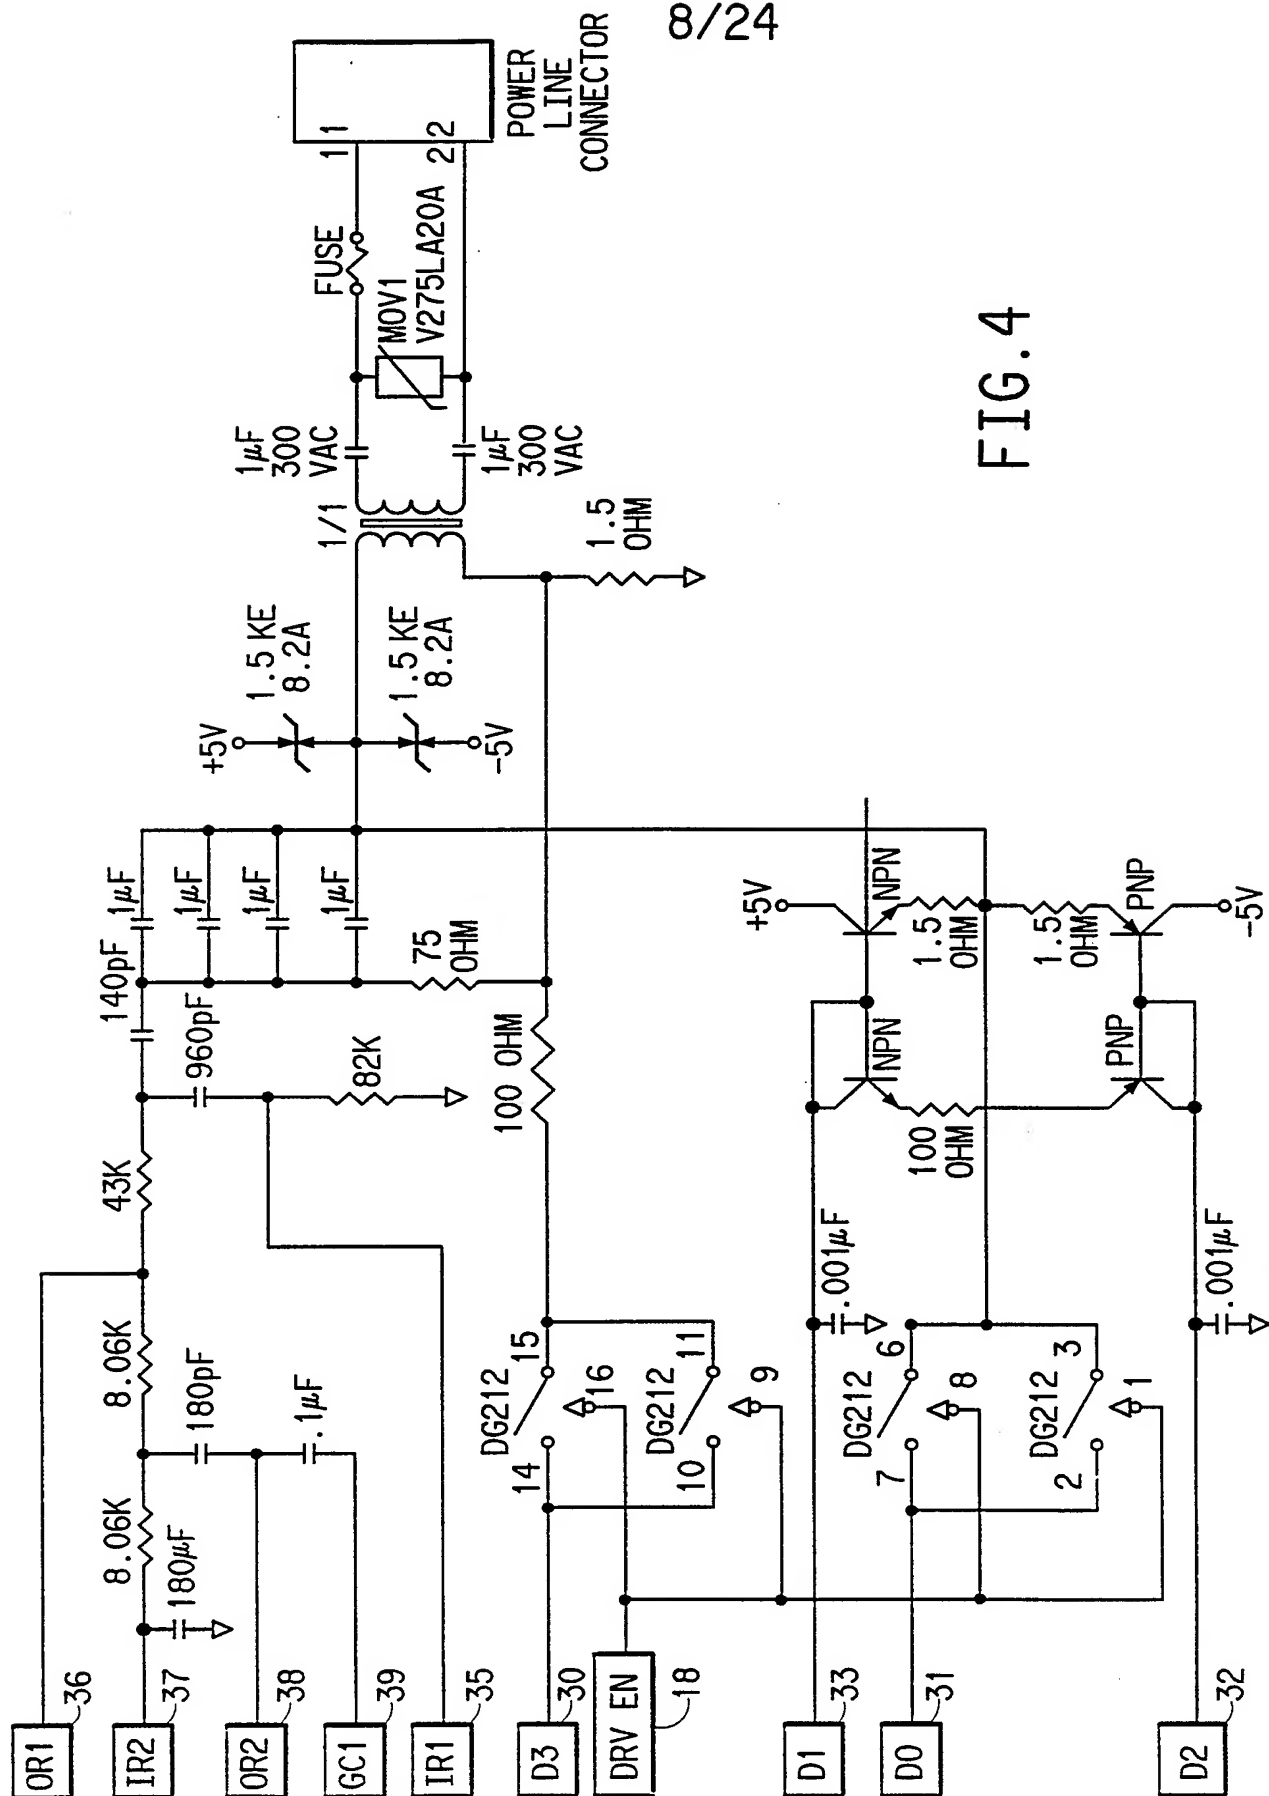 8/24
POWER
LINE
CONNECTOR
1
1
2
2
FUSE
MOV1
V275LA20A
1µF
300
VAC
1µF
300
VAC
1/1
1.5
OHM
1.5KE
8.2A
1.5KE
8.2A
+5V
-5V
1µF
1µF
1µF
1µF
140pF
960pF
75
OHM
82K
100 OHM
43K
8.06K
180pF
.1µF
8.06K
180µF
DG212
14
15
16
DG212
10
11
9
+5V
NPN
1.5
OHM
1.5
OHM
PNP
-5V
NPN
100
OHM
PNP
.001µF
.001µF
DG212
7
6
8
DG212
2
3
1
OR1
36
IR2
37
OR2
38
GC1
39
IR1
35
D3
30
DRV EN
18
D1
33
D0
31
D2
32
FIG.4